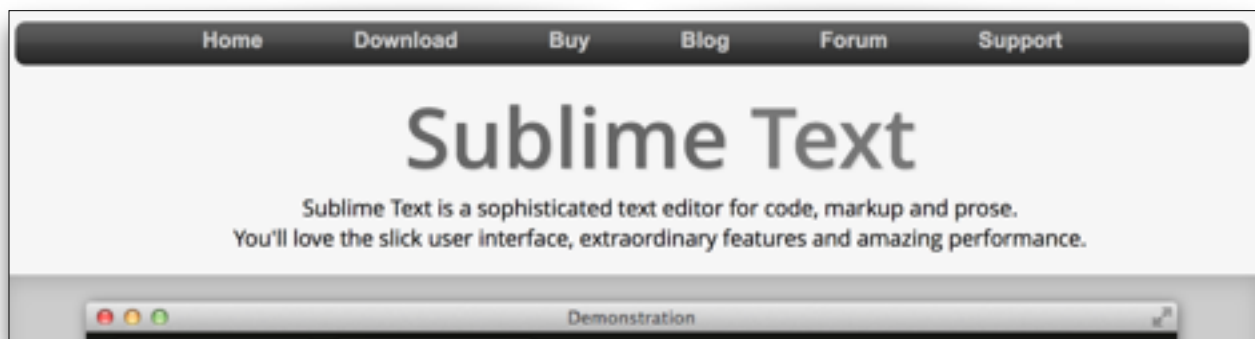 Home Download Buy Blog Forum Support
Sublime Text
Sublime Text is a sophisticated text editor for code, markup and prose.
You'll love the slick user interface, extraordinary features and amazing performance.
Demonstration